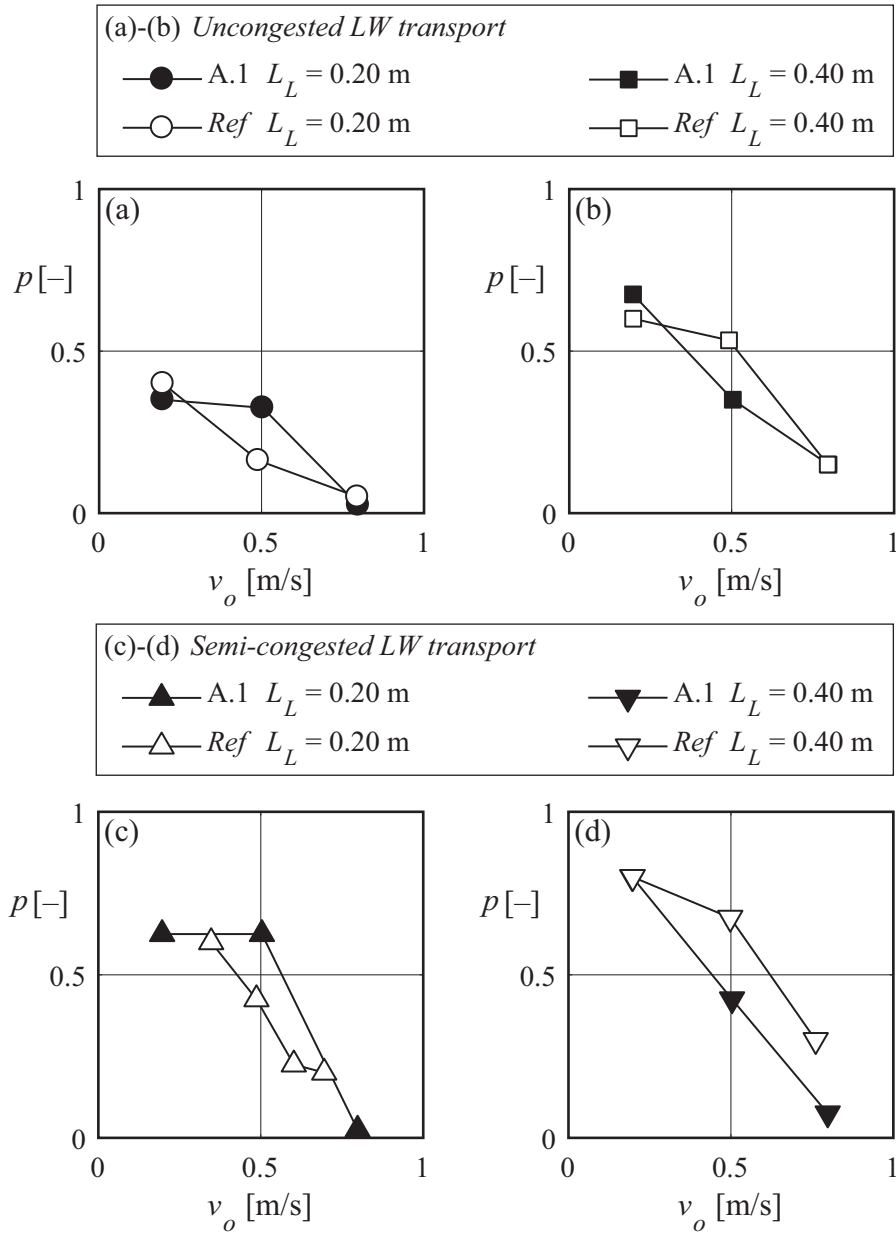 (a)-(b) Uncongested LW transport
A.1 L_L = 0.20 m
A.1 L_L = 0.40 m
Ref L_L = 0.20 m
Ref L_L = 0.40 m
(a)
1
p [–]
0.5
0
0 0.5 1
v_o [m/s]
(b)
1
p [–]
0.5
0
0 0.5 1
v_o [m/s]
(c)-(d) Semi-congested LW transport
A.1 L_L = 0.20 m
A.1 L_L = 0.40 m
Ref L_L = 0.20 m
Ref L_L = 0.40 m
(c)
1
p [–]
0.5
0
0 0.5 1
v_o [m/s]
(d)
1
p [–]
0.5
0
0 0.5 1
v_o [m/s]